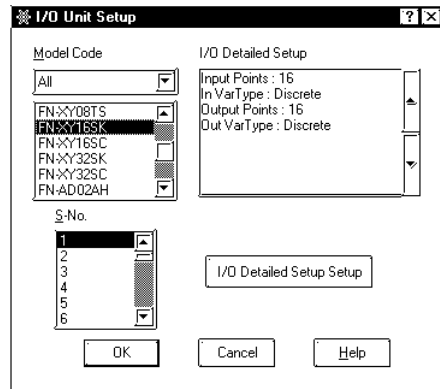 I/O Unit Setup
Model Code
All
FN-XY08TS
FN-XY16SK
FN-XY16SC
FN-XY32SK
FN-XY32SC
FN-AD02AH
I/O Detailed Setup
Input Points : 16
In VarType : Discrete
Output Points : 16
Out VarType : Discrete
S-No.
1
2
3
4
5
6
I/O Detailed Setup Setup
OK
Cancel
Help